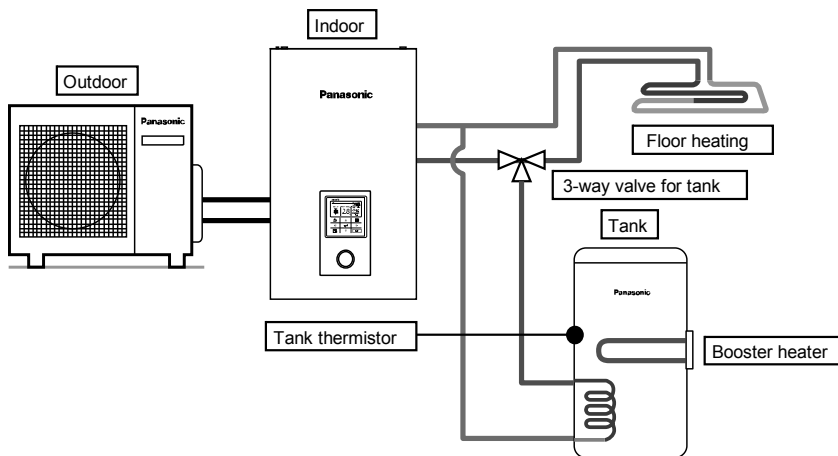 Indoor
Outdoor
Panasonic
Panasonic
Floor heating
3-way valve for tank
Tank
Panasonic
Tank thermistor
Booster heater